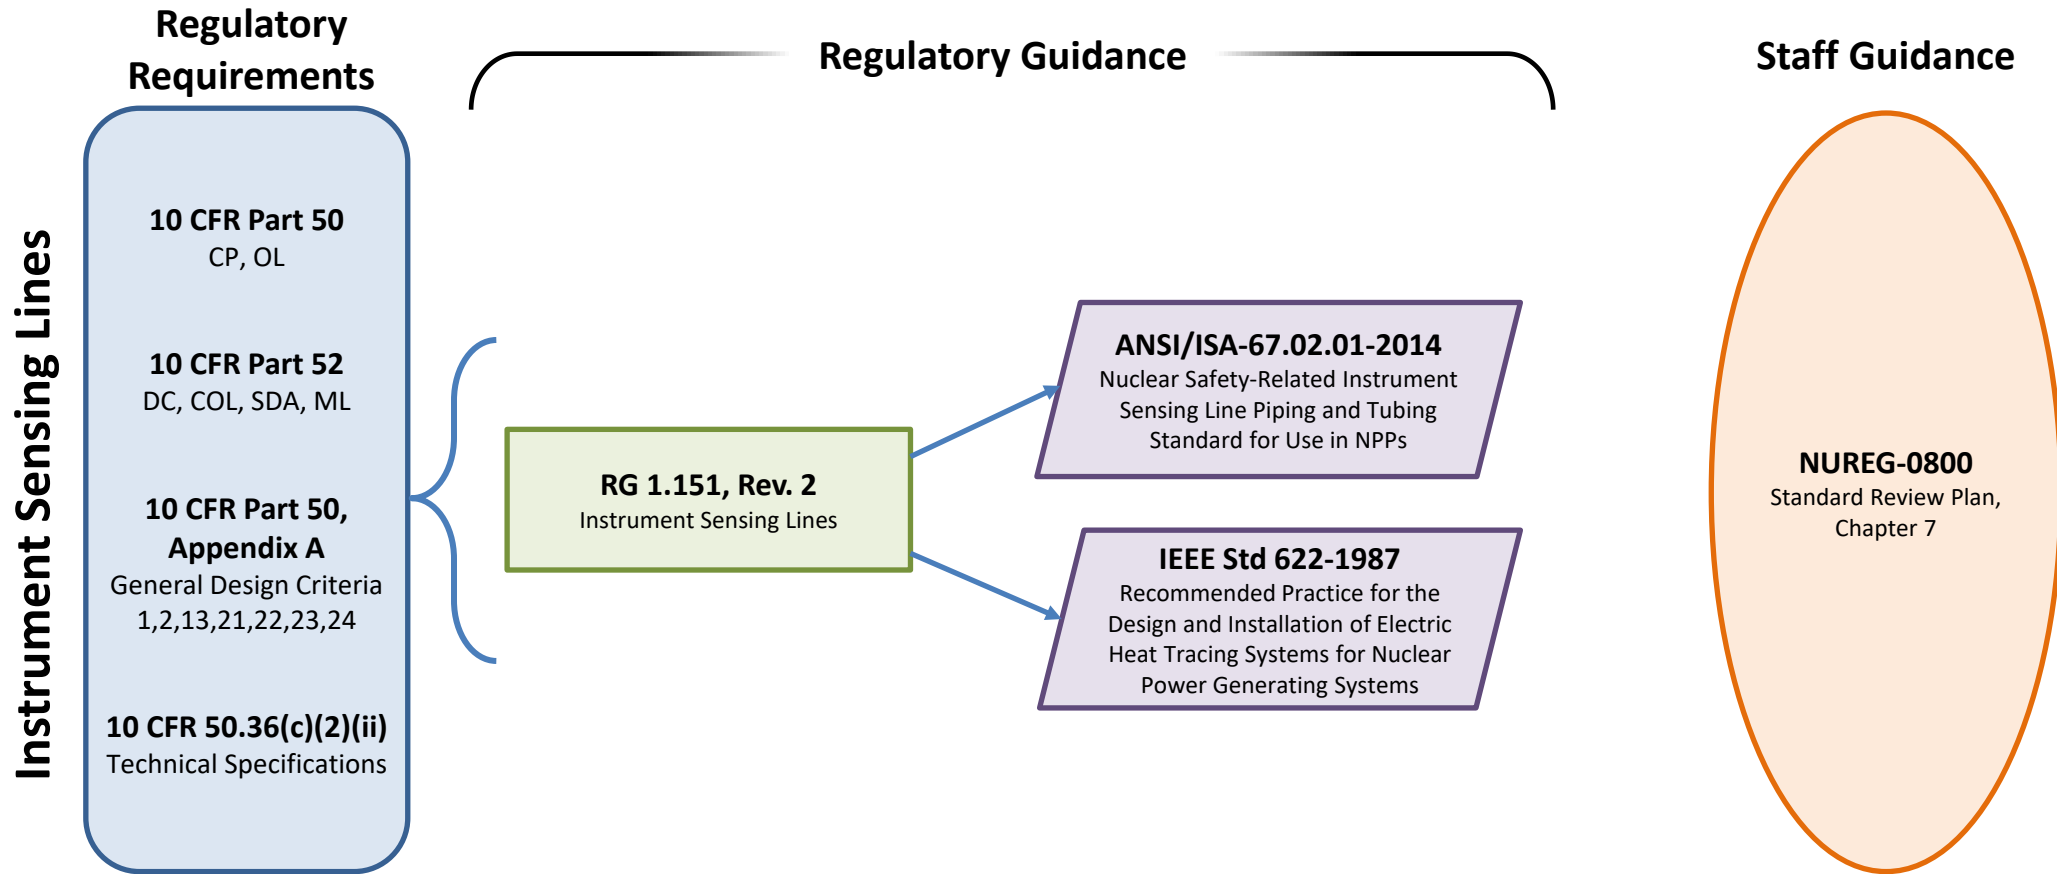 Regulatory
Requirements
Regulatory Guidance
Staff Guidance
Instrument Sensing Lines
10 CFR Part 50
CP, OL
10 CFR Part 52
DC, COL, SDA, ML
10 CFR Part 50,
Appendix A
General Design Criteria
1,2,13,21,22,23,24
10 CFR 50.36(c)(2)(ii)
Technical Specifications
RG 1.151, Rev. 2
Instrument Sensing Lines
ANSI/ISA-67.02.01-2014
Nuclear Safety-Related Instrument
Sensing Line Piping and Tubing
Standard for Use in NPPs
IEEE Std 622-1987
Recommended Practice for the
Design and Installation of Electric
Heat Tracing Systems for Nuclear
Power Generating Systems
NUREG-0800
Standard Review Plan,
Chapter 7